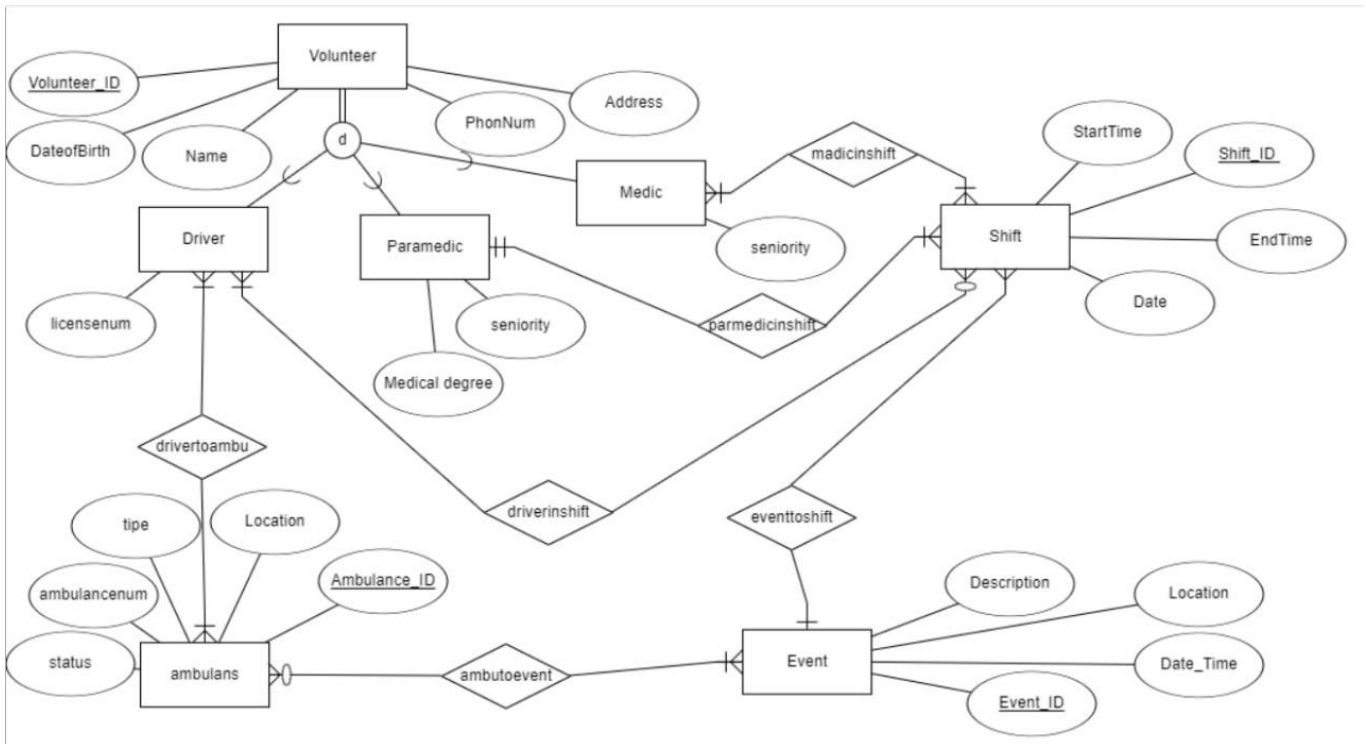 Volunteer
Volunteer_ID
DateofBirth
Name
PhonNum
Address
d
madicinshift
StartTime
Shift_ID
Medic
seniority
Shift
EndTime
Date
Driver
licensenum
Paramedic
seniority
Medical degree
parmedicinshift
drivertoambu
driverinshift
eventtoshift
tipe
Location
ambulancenum
Ambulance_ID
status
ambulans
ambutoevent
Event
Description
Location
Date_Time
Event_ID